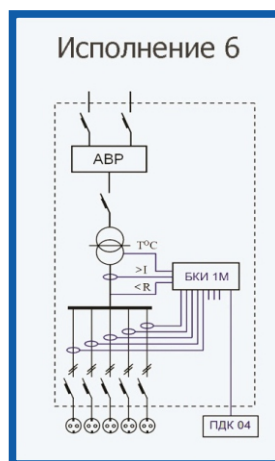 Исполнение 6
АВР
T°C
>I
<R
БКИ 1М
ПДК 04